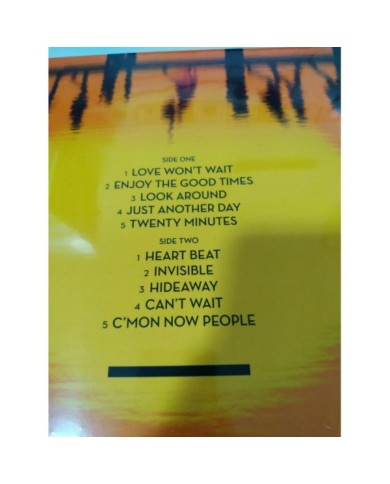 SIDE ONE
1 LOVE WON'T WAIT
2 ENJOY THE GOOD TIMES
3 LOOK AROUND
4 JUST ANOTHER DAY
5 TWENTY MINUTES
SIDE TWO
1 HEART BEAT
2 INVISIBLE
3 HIDEAWAY
4 CAN'T WAIT
5 C'MON NOW PEOPLE